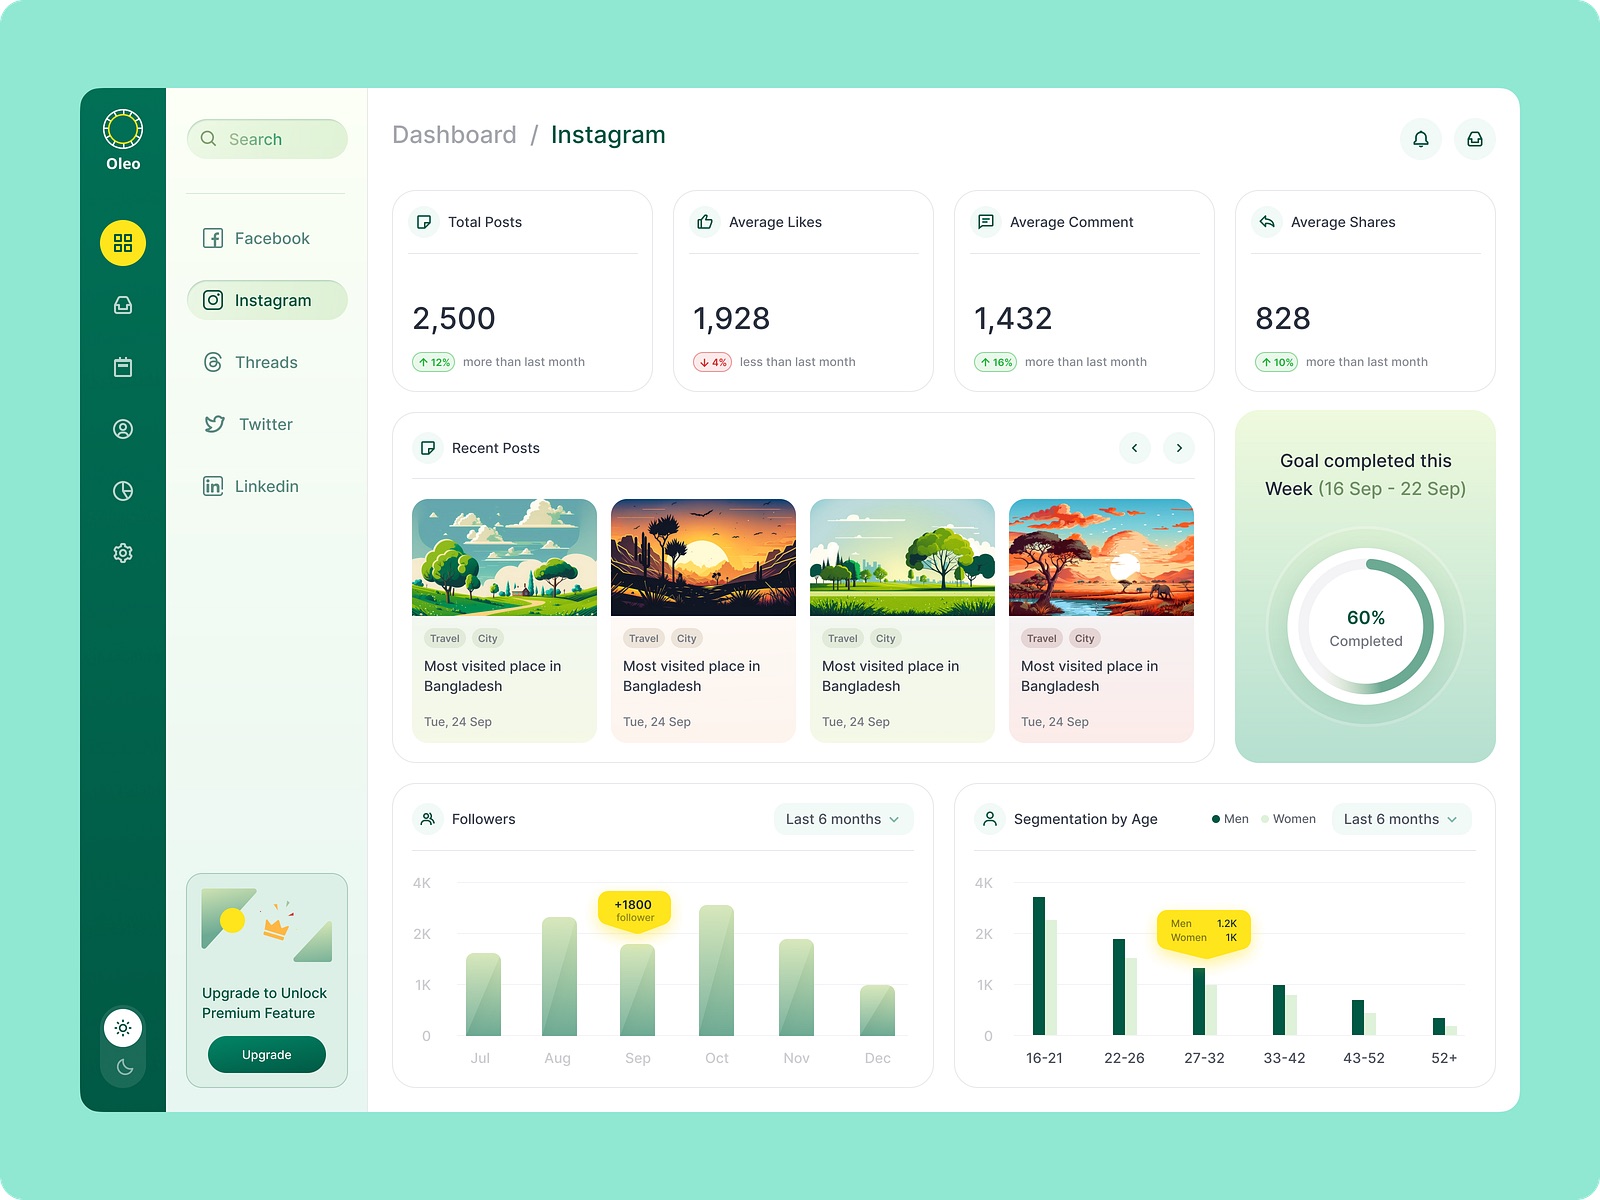 Oleo
Search
Facebook
Instagram
Threads
Twitter
Linkedin
Upgrade to Unlock
Premium Feature
Upgrade
Dashboard / Instagram
Total Posts
2,500
12% more than last month
Average Likes
1,928
4% less than last month
Average Comment
1,432
16% more than last month
Average Shares
828
10% more than last month
Recent Posts
Travel City
Most visited place in
Bangladesh
Tue, 24 Sep
Travel City
Most visited place in
Bangladesh
Tue, 24 Sep
Travel City
Most visited place in
Bangladesh
Tue, 24 Sep
Travel City
Most visited place in
Bangladesh
Tue, 24 Sep
Goal completed this
Week (16 Sep - 22 Sep)
60%
Completed
Followers
Last 6 months
4K
2K
1K
0
+1800
follower
Jul Aug Sep Oct Nov Dec
Segmentation by Age
Men Women
Last 6 months
4K
2K
1K
0
Men 1.2K
Women 1K
16-21 22-26 27-32 33-42 43-52 52+